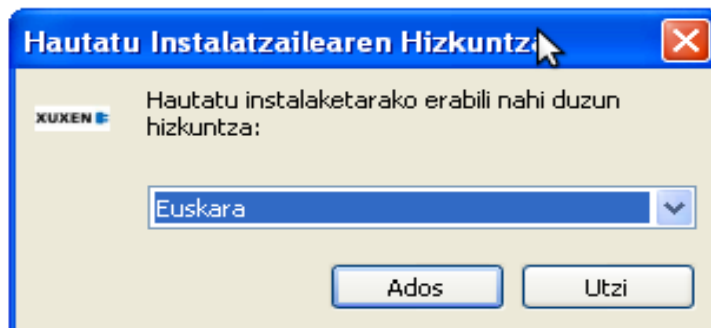 Hautatu Instalatzailearen Hizkuntza
XUXEN
Hautatu instalaketarako erabili nahi duzun
hizkuntza:
Euskara
Ados
Utzi